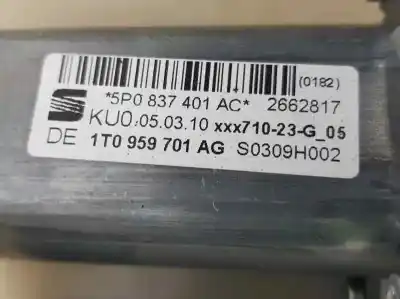 (0182)
*5P0 837 401 AC* 2662817
KU0 05.03.10 xxx710-23-G_05
DE 1T0 959 701 AG S0309H002